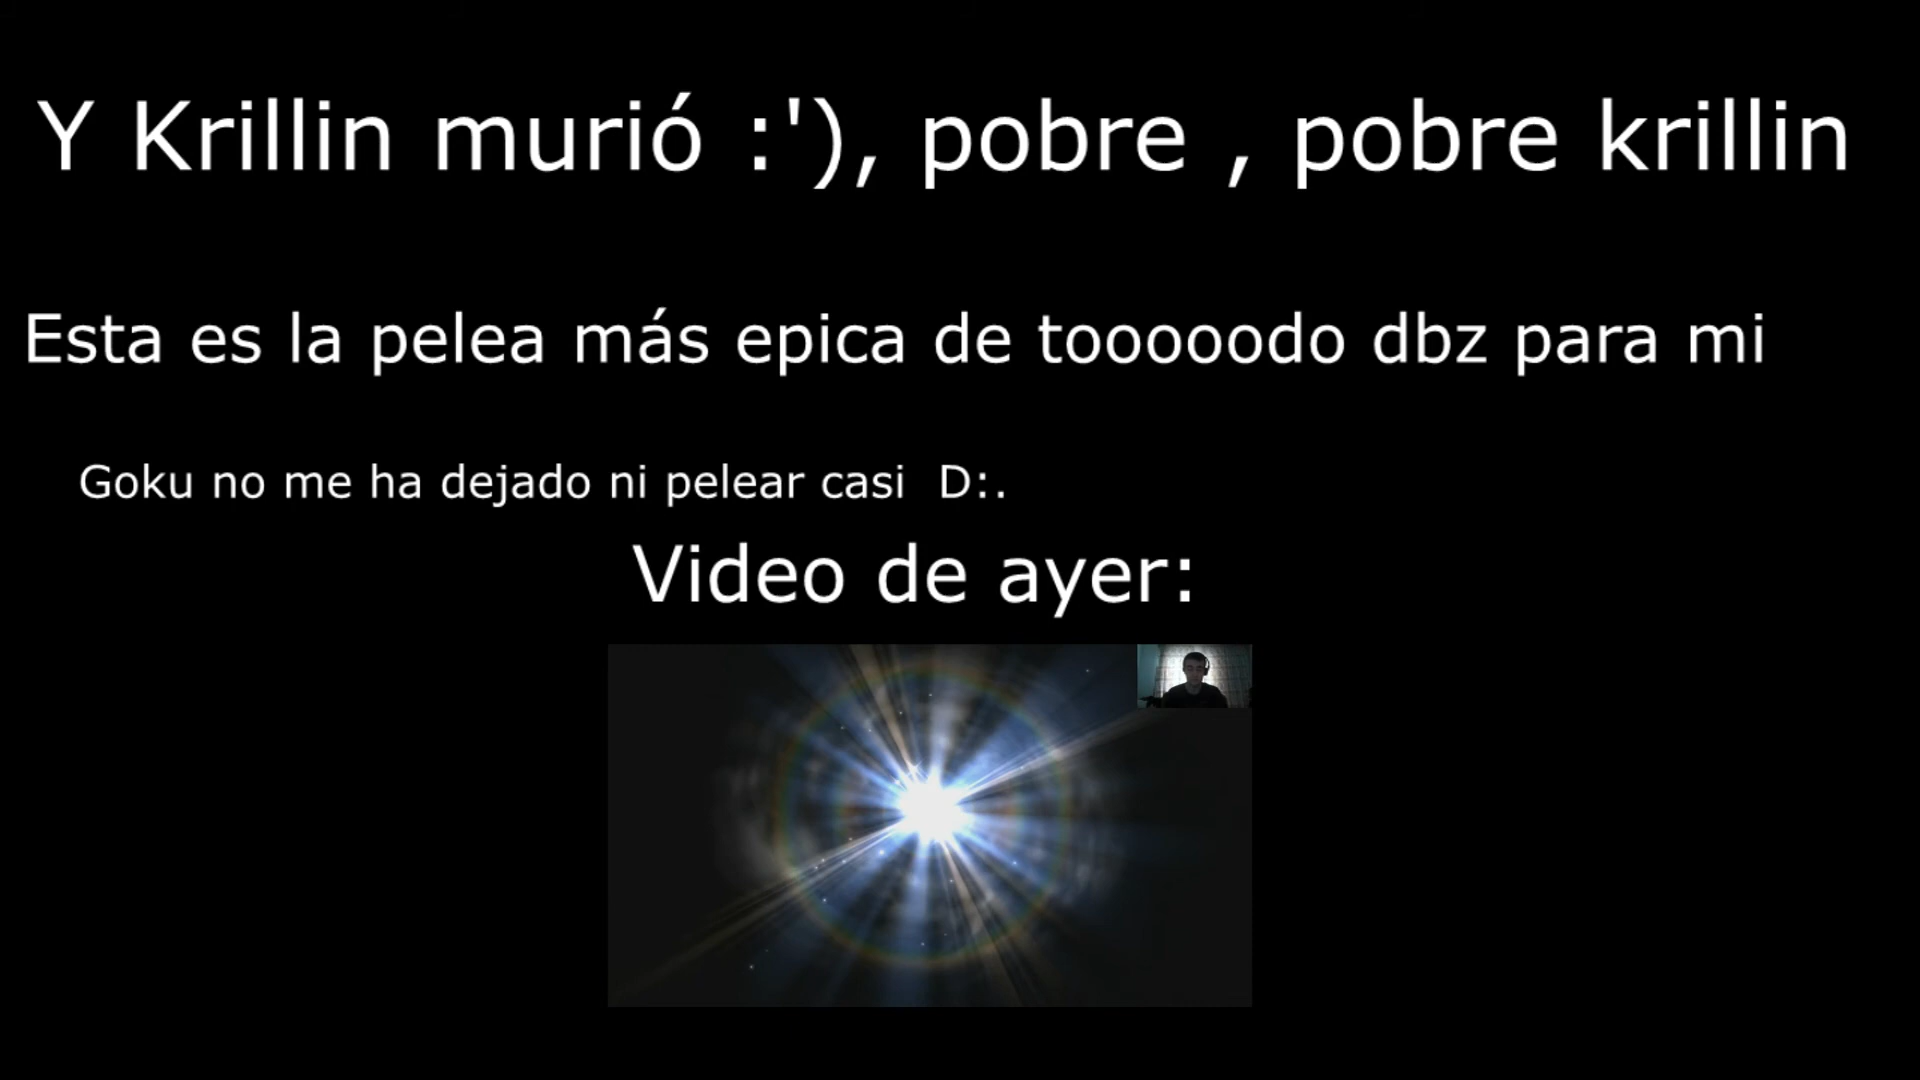 Y Krillin murió :'), pobre , pobre krillin
Esta es la pelea más epica de tooooodo dbz para mi
Goku no me ha dejado ni pelear casi  D:.
Video de ayer: